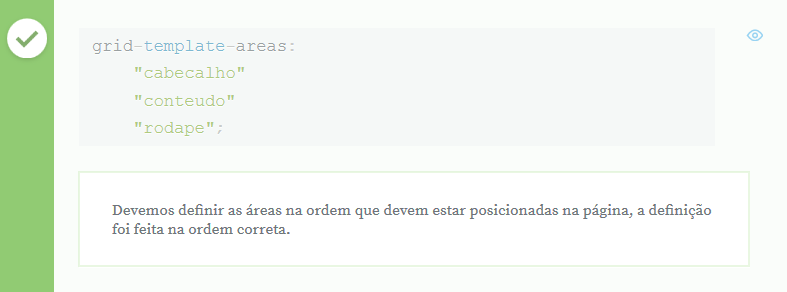 grid-template-areas:
"cabecalho"
"conteudo"
"rodape";
Devemos definir as áreas na ordem que devem estar posicionadas na página, a definição
foi feita na ordem correta.